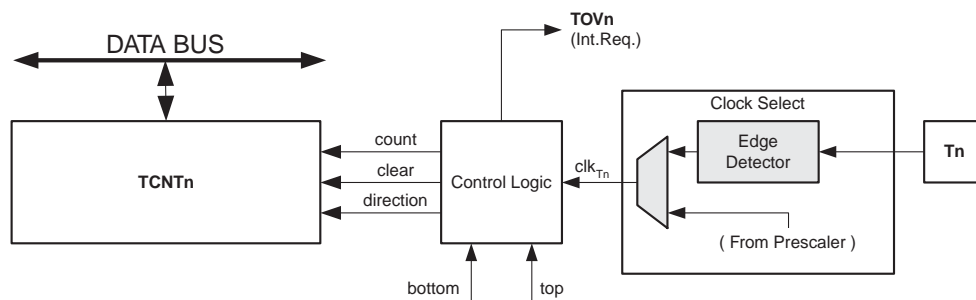 TOVn
(Int.Req.)
DATA BUS
Clock Select
TCNTn
count
clear
direction
Control Logic
clkTn
Edge
Detector
Tn
( From Prescaler )
bottom
top